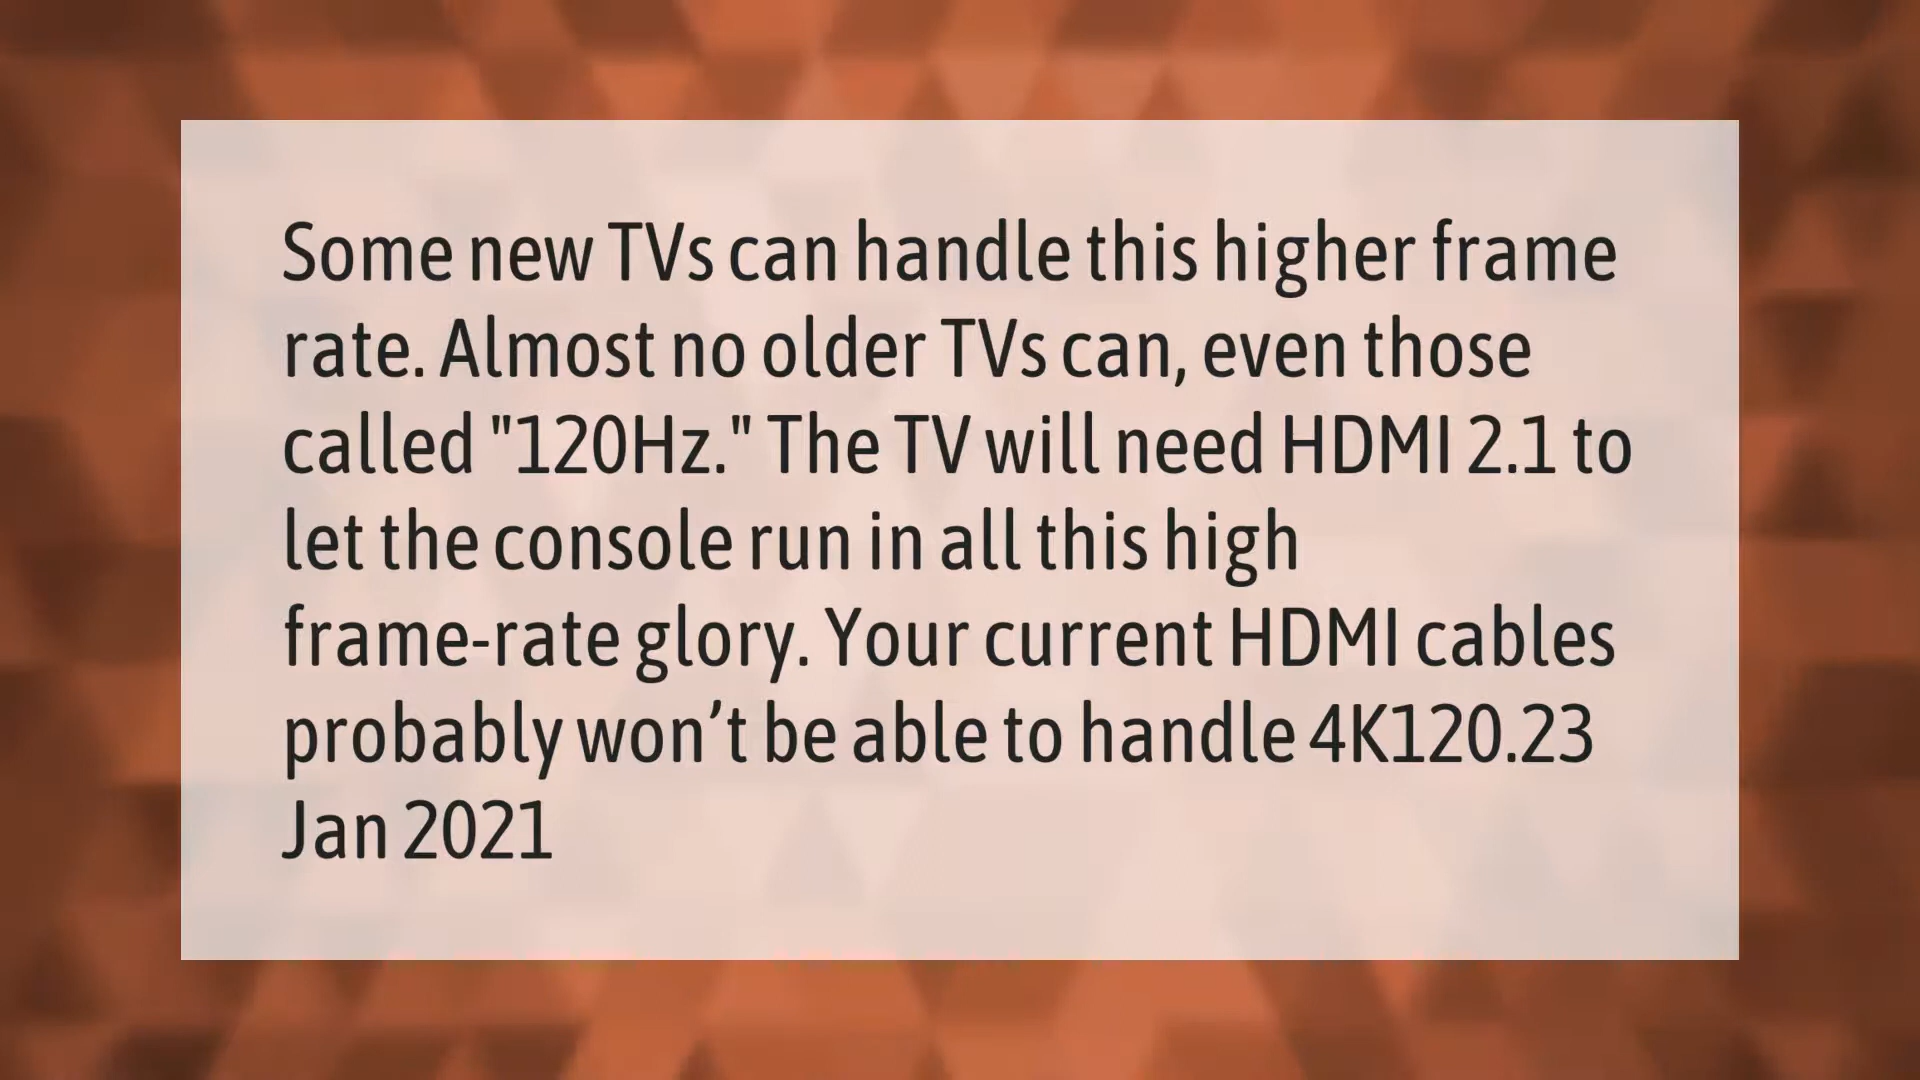 Some new TVs can handle this higher frame
rate. Almost no older TVs can, even those
called "120Hz." The TV will need HDMI 2.1 to
let the console run in all this high
frame-rate glory. Your current HDMI cables
probably won’t be able to handle 4K120.23
Jan 2021